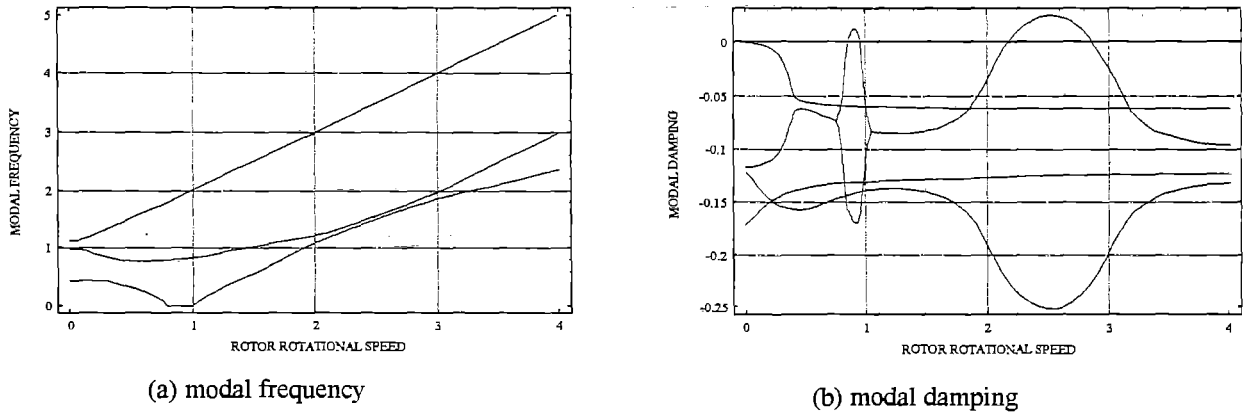 5
4
3
2
1
0
MODAL FREQUENCY
0 1 2 3 4
ROTOR ROTATIONAL SPEED
(a) modal frequency
0
-0.05
-0.1
-0.15
-0.2
-0.25
MODAL DAMPING
0 1 2 3 4
ROTOR ROTATIONAL SPEED
(b) modal damping